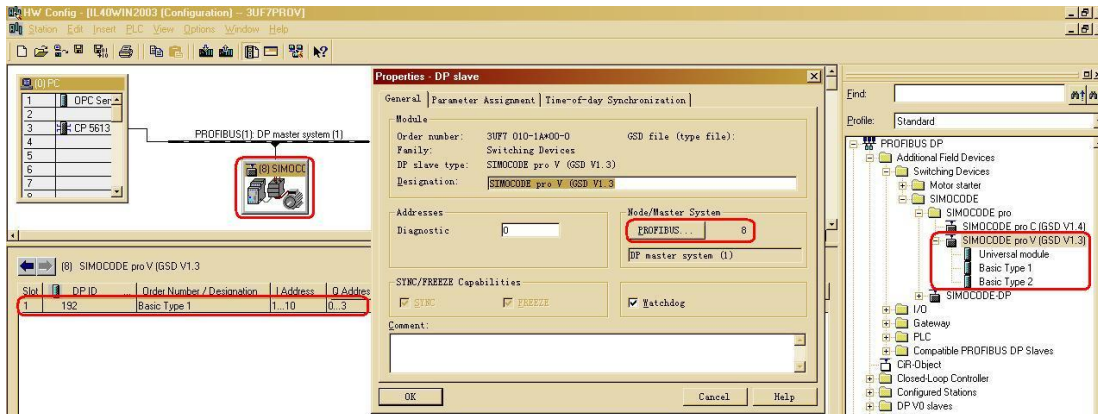 HW Config - [IL40WIN2003 (Configuration) -- 3UF7PROV]
Station Edit Insert PLC View Options Window Help
(0) PC
1 OPC Ser
2
3 CP 5613
4
5
6
7
PROFIBUS(1): DP master system (1)
(8) SIMOCC
(8) SIMOCODE pro V (GSD V1.3
Slot DP ID ... Order Number / Designation I Address Q Addres
1 192 Basic Type 1 1...10 0...3
Properties - DP slave
General Parameter Assignment Time-of-day Synchronization
Module
Order number: 3UF7 010-1A*00-0 GSD file (type file):
Family: Switching Devices
DP slave type: SIMOCODE pro V (GSD V1.3)
Designation: SIMOCODE pro V (GSD V1.3
Addresses
Diagnostic 0
Node/Master System
PROFIBUS... 8
DP master system (1)
SYNC/FREEZE Capabilities
SYNC FREEZE
Watchdog
Comment:
OK Cancel Help
Find:
Profile: Standard
PROFIBUS DP
Additional Field Devices
Switching Devices
Motor starter
SIMOCODE
SIMOCODE pro
SIMOCODE pro C (GSD V1.4)
SIMOCODE pro V (GSD V1.3)
Universal module
Basic Type 1
Basic Type 2
SIMOCODE-DP
I/O
Gateway
PLC
Compatible PROFIBUS DP Slaves
CiR-Object
Closed-Loop Controller
Configured Stations
DP V0 slaves